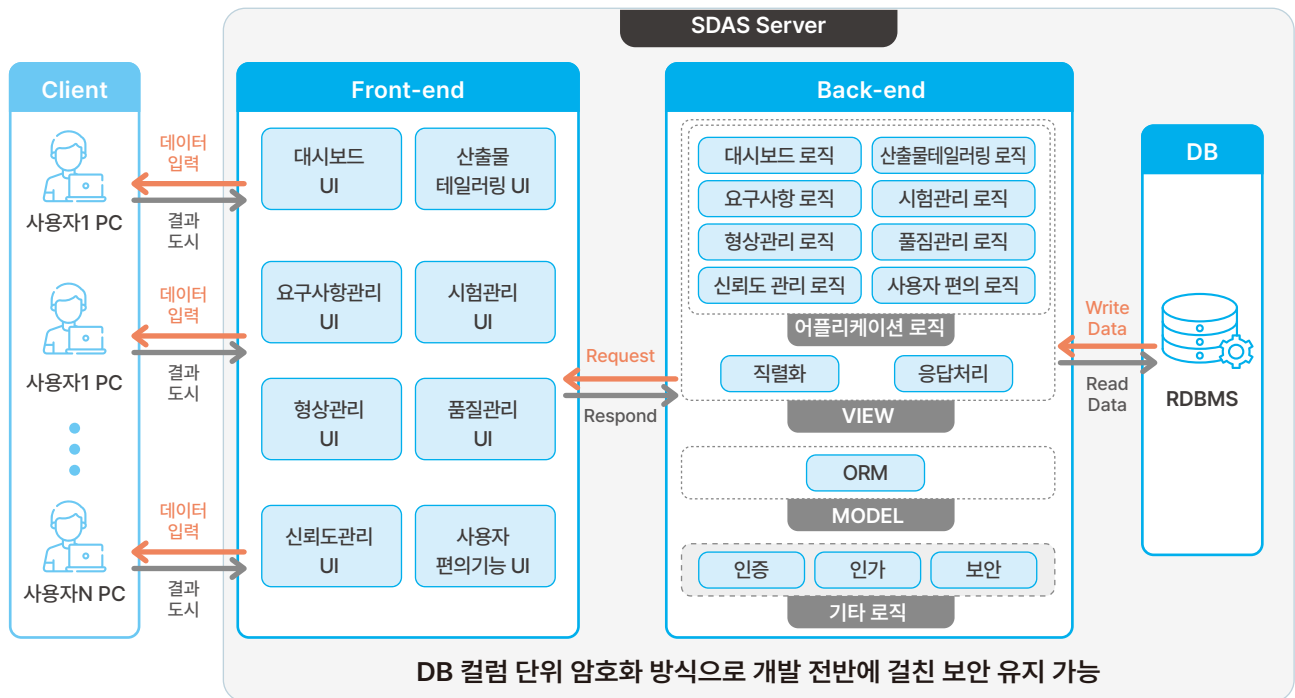 SDAS Server
Client
데이터
입력
사용자1 PC
결과
도시
데이터
입력
사용자1 PC
결과
도시
데이터
입력
사용자N PC
결과
도시
Front-end
대시보드
UI
산출물
테일러링 UI
요구사항관리
UI
시험관리
UI
형상관리
UI
품질관리
UI
신뢰도관리
UI
사용자
편의기능 UI
Request
Respond
Back-end
대시보드 로직
산출물테일러링 로직
요구사항 로직
시험관리 로직
형상관리 로직
풀짐관리 로직
신뢰도 관리 로직
사용자 편의 로직
어플리케이션 로직
직렬화
응답처리
VIEW
ORM
MODEL
인증
인가
보안
기타 로직
Write
Data
Read
Data
DB
RDBMS
DB 컬럼 단위 암호화 방식으로 개발 전반에 걸친 보안 유지 가능